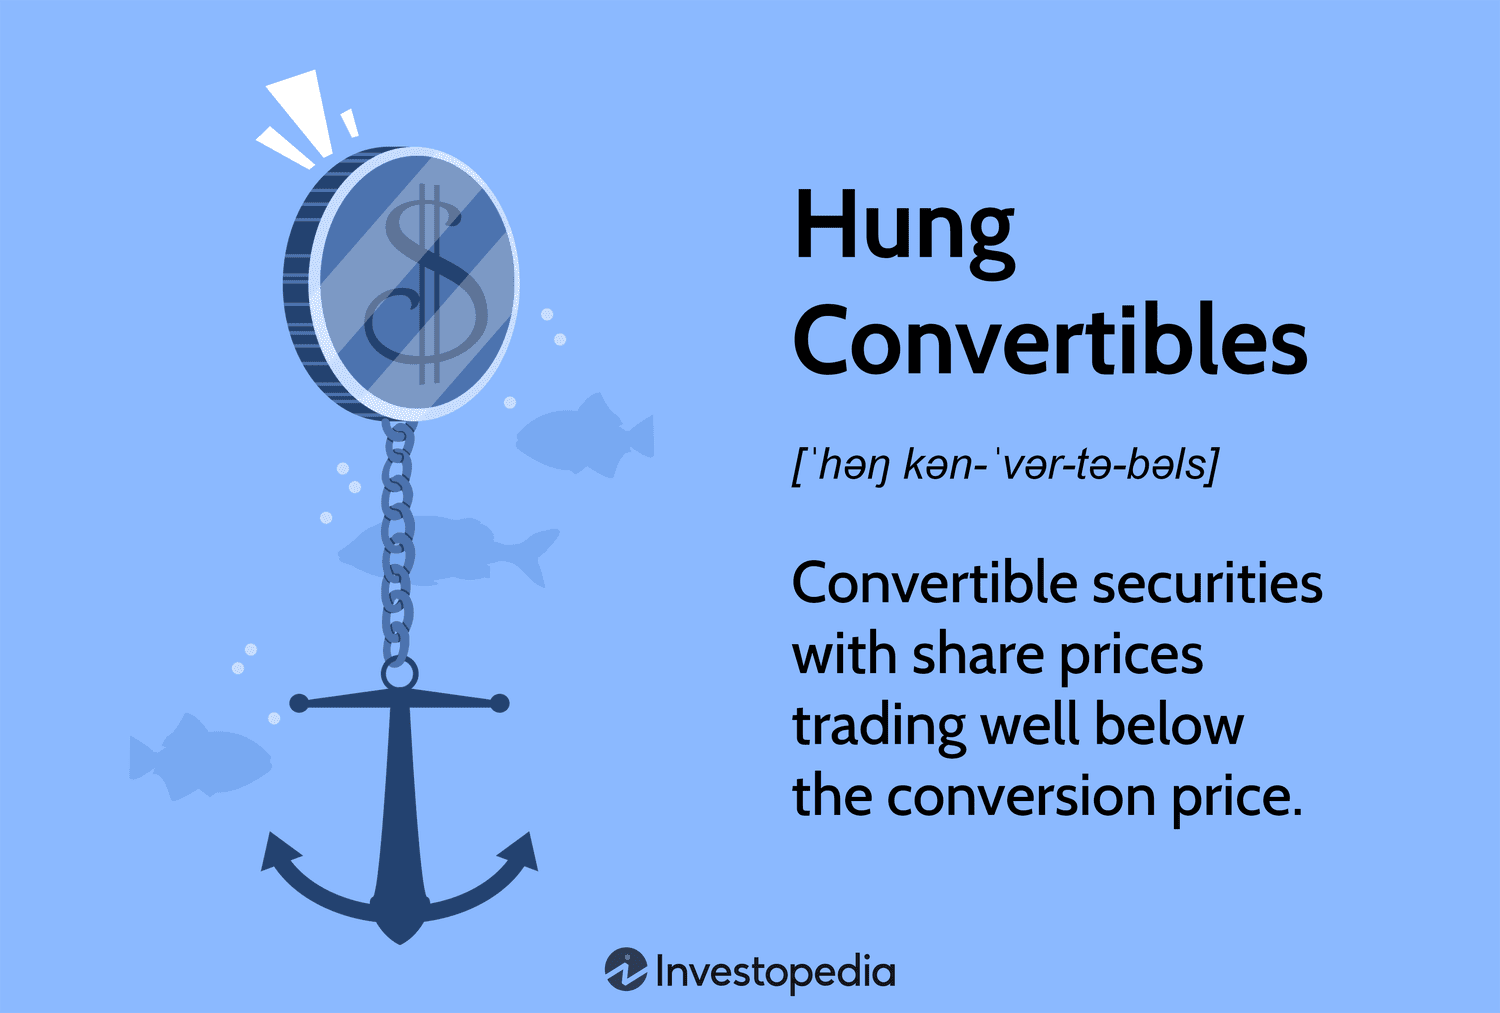 Hung
Convertibles
[ˈhəŋ kən-ˈvər-tə-bəls]
Convertible securities
with share prices
trading well below
the conversion price.
Investopedia